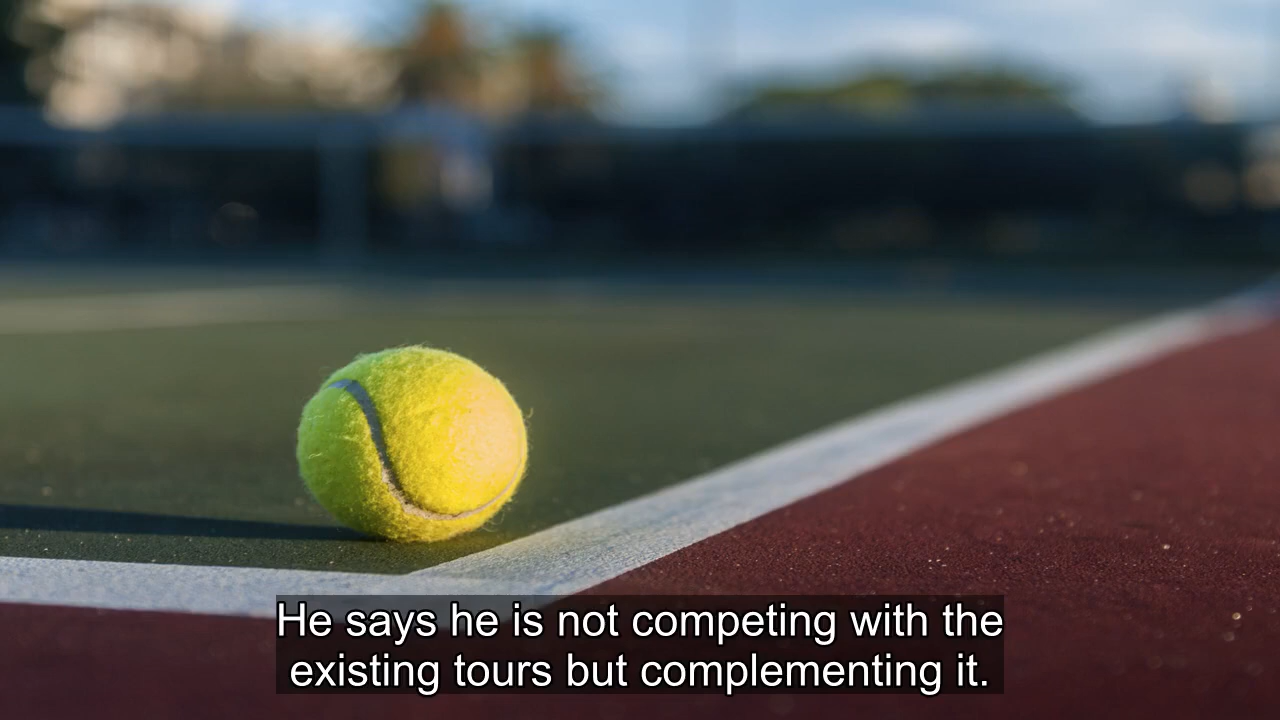 He says he is not competing with the
existing tours but complementing it.